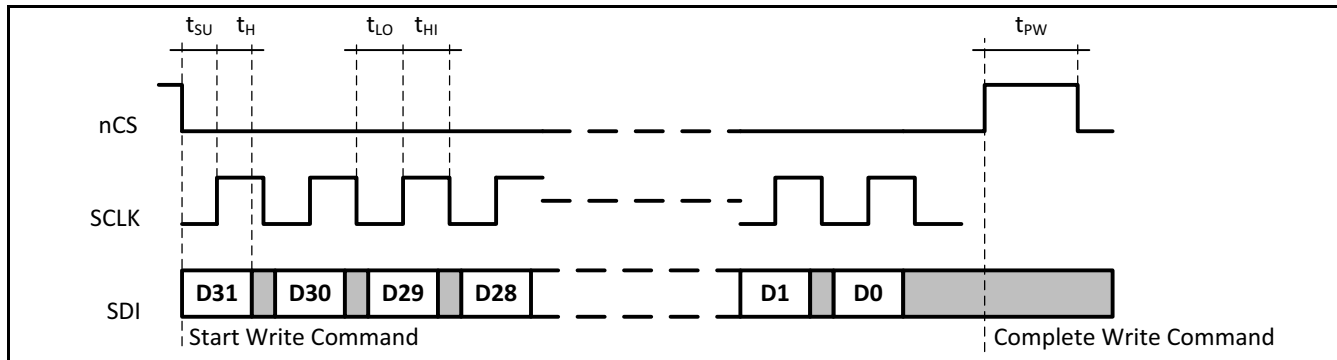 tSU tH tLO tHI tPW
nCS
SCLK
SDI D31 D30 D29 D28 D1 D0
Start Write Command Complete Write Command